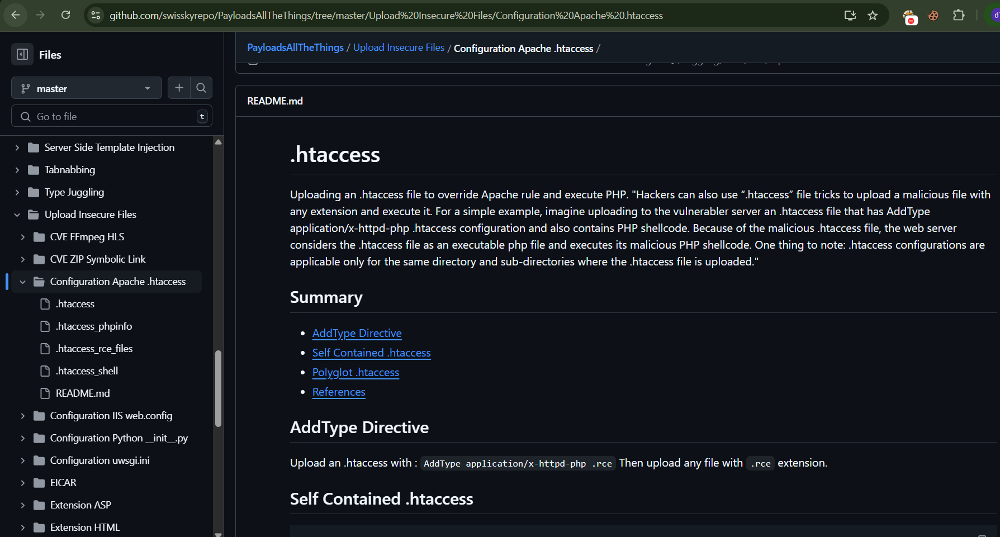 github.com/swisskyrepo/PayloadsAllTheThings/tree/master/Upload%20Insecure%20Files/Configuration%20Apache%20.htaccess
Files
master
Go to file
t
Server Side Template Injection
Tabnabbing
Type Juggling
Upload Insecure Files
CVE FFmpeg HLS
CVE ZIP Symbolic Link
Configuration Apache .htaccess
.htaccess
.htaccess_phpinfo
.htaccess_rce_files
.htaccess_shell
README.md
Configuration IIS web.config
Configuration Python __init__.py
Configuration uwsgi.ini
EICAR
Extension ASP
Extension HTML
PayloadsAllTheThings / Upload Insecure Files / Configuration Apache .htaccess /
README.md
.htaccess
Uploading an .htaccess file to override Apache rule and execute PHP. "Hackers can also use “.htaccess” file tricks to upload a malicious file with
any extension and execute it. For a simple example, imagine uploading to the vulnerabler server an .htaccess file that has AddType
application/x-httpd-php .htaccess configuration and also contains PHP shellcode. Because of the malicious .htaccess file, the web server
considers the .htaccess file as an executable php file and executes its malicious PHP shellcode. One thing to note: .htaccess configurations are
applicable only for the same directory and sub-directories where the .htaccess file is uploaded."
Summary
• AddType Directive
• Self Contained .htaccess
• Polyglot .htaccess
• References
AddType Directive
Upload an .htaccess with : AddType application/x-httpd-php .rce Then upload any file with .rce extension.
Self Contained .htaccess